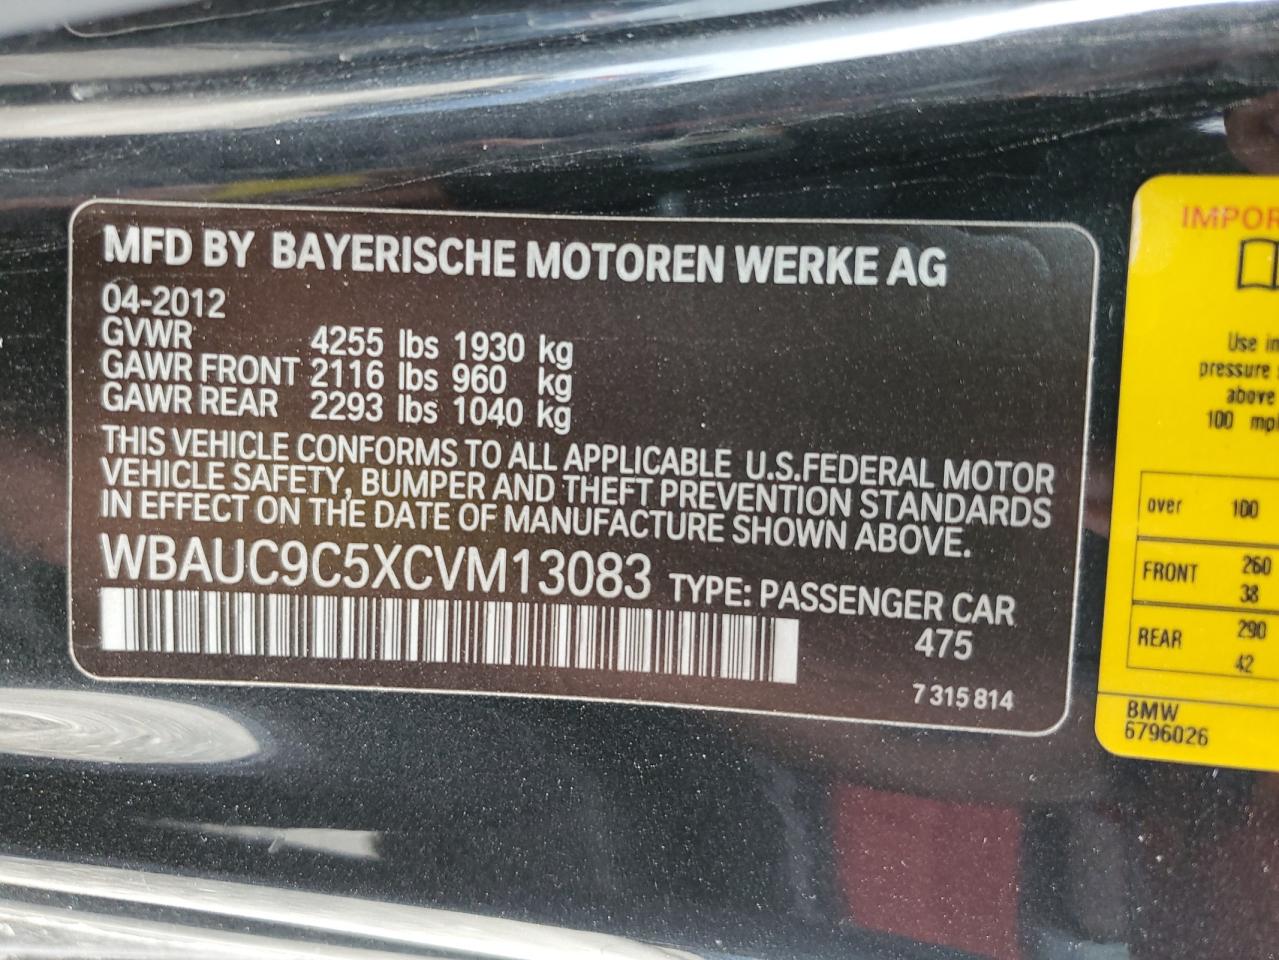 MFD BY BAYERISCHE MOTOREN WERKE AG
04-2012
GVWR 4255 lbs 1930 kg
GAWR FRONT 2116 lbs 960 kg
GAWR REAR 2293 lbs 1040 kg
THIS VEHICLE CONFORMS TO ALL APPLICABLE U.S.FEDERAL MOTOR
VEHICLE SAFETY, BUMPER AND THEFT PREVENTION STANDARDS
IN EFFECT ON THE DATE OF MANUFACTURE SHOWN ABOVE.
WBAUC9C5XCVM13083 TYPE: PASSENGER CAR
475
7 315 814
IMPOR
Use in
pressure
above
100 mph
over 100
FRONT 260
38
REAR 290
42
BMW
6796026